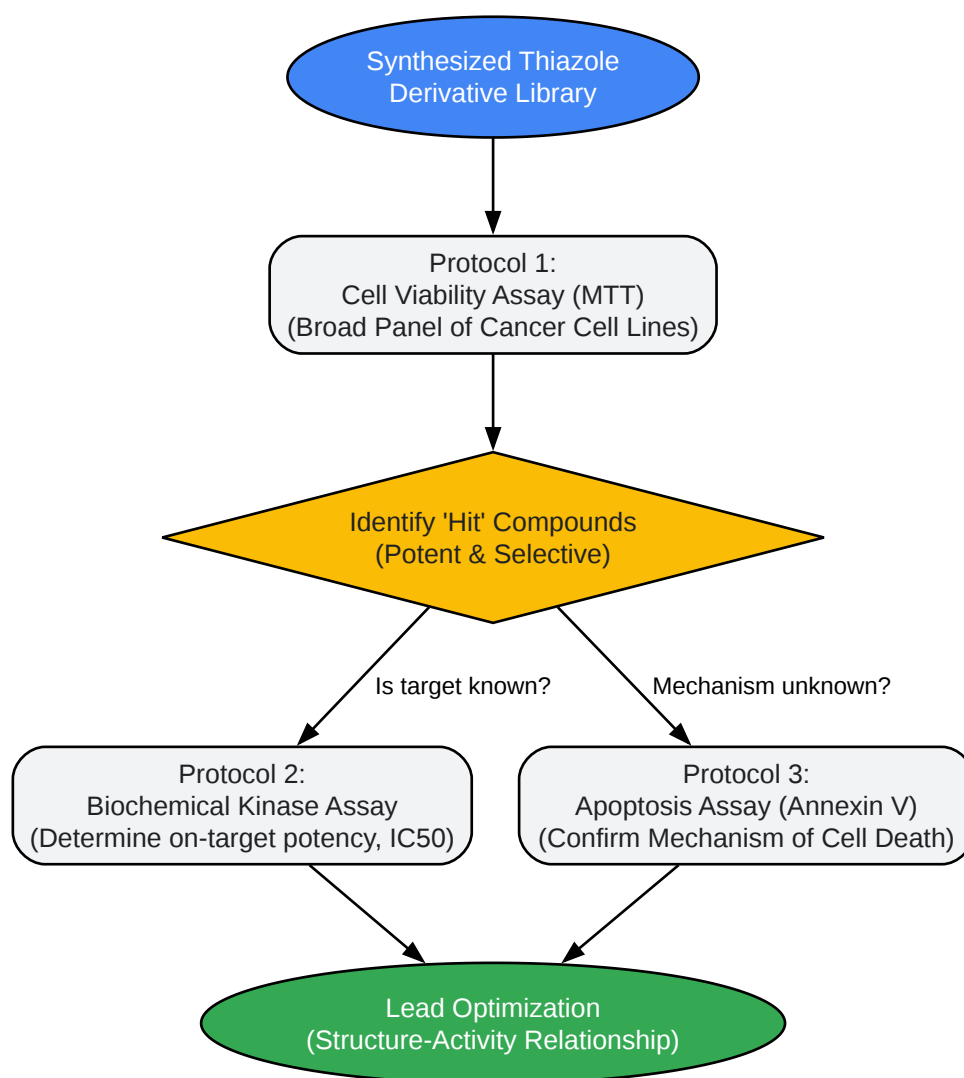 Synthesized Thiazole
Derivative Library
Protocol 1:
Cell Viability Assay (MTT)
(Broad Panel of Cancer Cell Lines)
Identify 'Hit' Compounds
(Potent & Selective)
Is target known?
Mechanism unknown?
Protocol 2:
Biochemical Kinase Assay
(Determine on-target potency, IC50)
Protocol 3:
Apoptosis Assay (Annexin V)
(Confirm Mechanism of Cell Death)
Lead Optimization
(Structure-Activity Relationship)